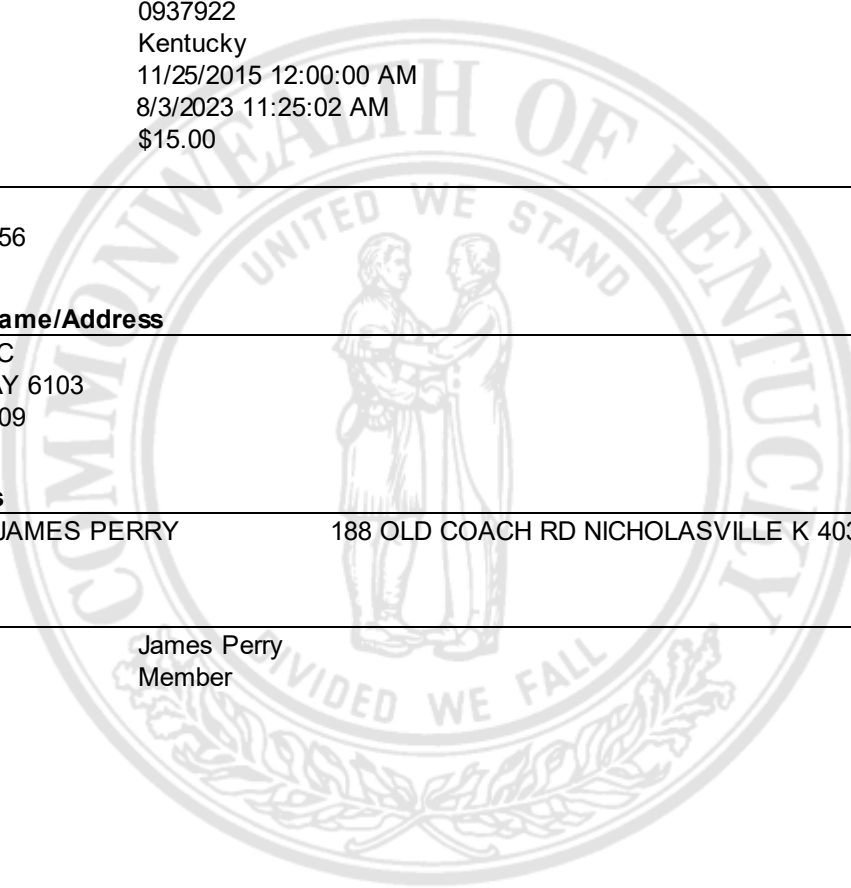 0937922
Kentucky
11/25/2015 12:00:00 AM
8/3/2023 11:25:02 AM
$15.00
56
ame/Address
C
AY 6103
09
s
JAMES PERRY 188 OLD COACH RD NICHOLASVILLE K 403
James Perry
Member
COMMONWEALTH OF KENTUCKY
UNITED WE STAND
DIVIDED WE FALL